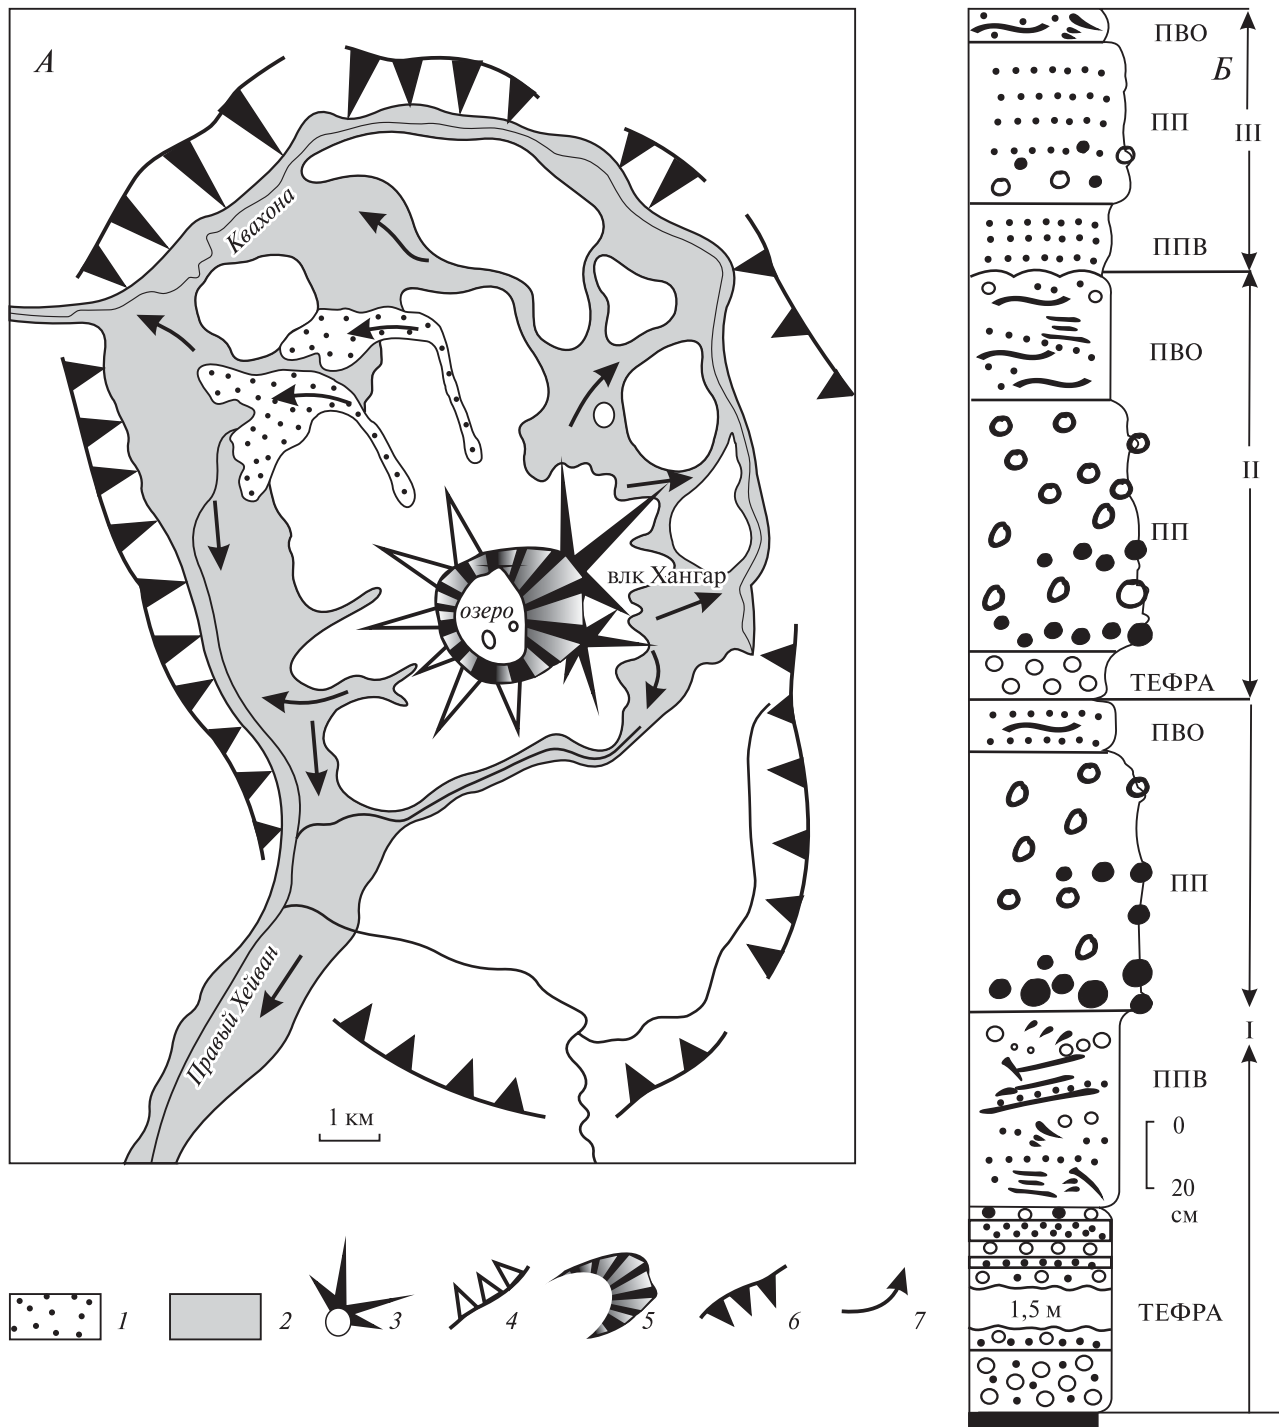 А
Квахона
влк Хангар
озеро
Правый Хейван
1 км
1
2
3
4
5
6
7
Б
ПВО
ПП
III
ППВ
ПВО
II
ПП
ТЕФРА
ПВО
ПП
I
ППВ
0
20
см
1,5 м
ТЕФРА